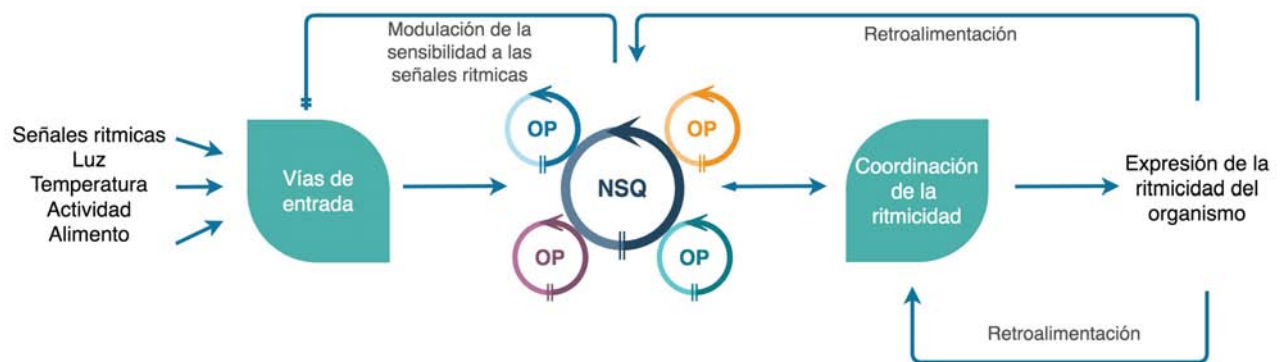 Modulación de la
sensibilidad a las
señales ritmicas
Retroalimentación
Señales ritmicas
Luz
Temperatura
Actividad
Alimento
Vías de
entrada
OP
OP
NSQ
OP
OP
Coordinación
de la
ritmicidad
Expresión de la
ritmicidad del
organismo
Retroalimentación